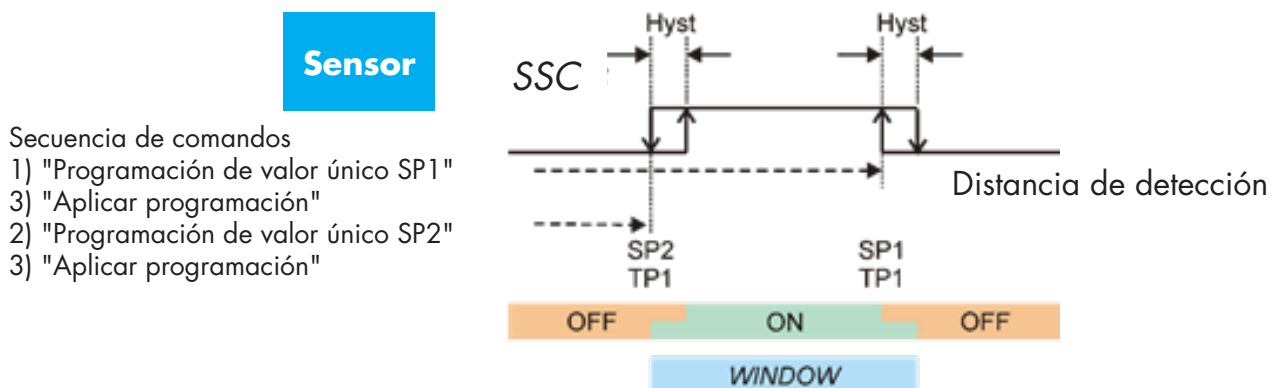 Sensor
SSC
Hyst
Hyst
Secuencia de comandos
1) "Programación de valor único SP1"
3) "Aplicar programación"
2) "Programación de valor único SP2"
3) "Aplicar programación"
Distancia de detección
SP2
TP1
SP1
TP1
OFF
ON
OFF
WINDOW